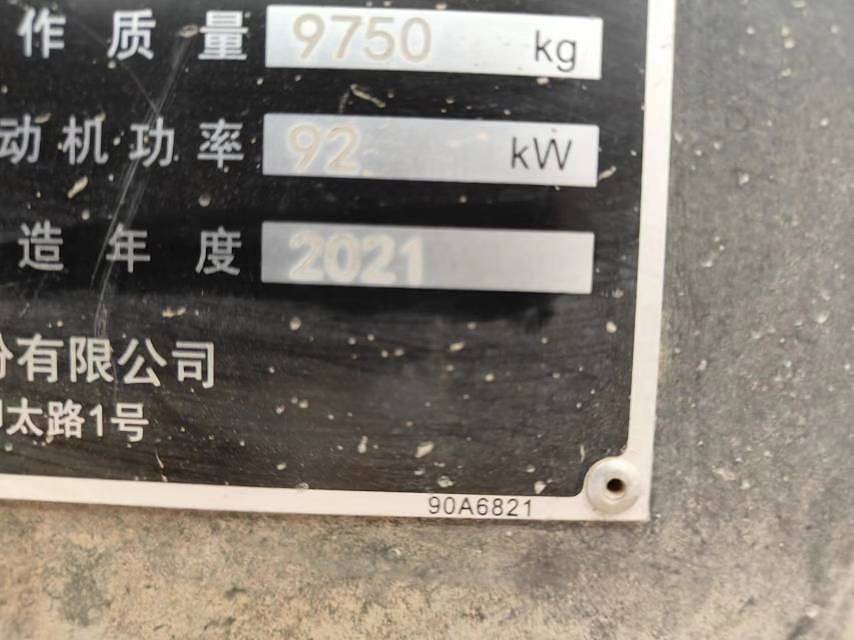 作质量 9750 kg
动机功率 92 kW
造年度 2021
份有限公司
太路1号
90A6821